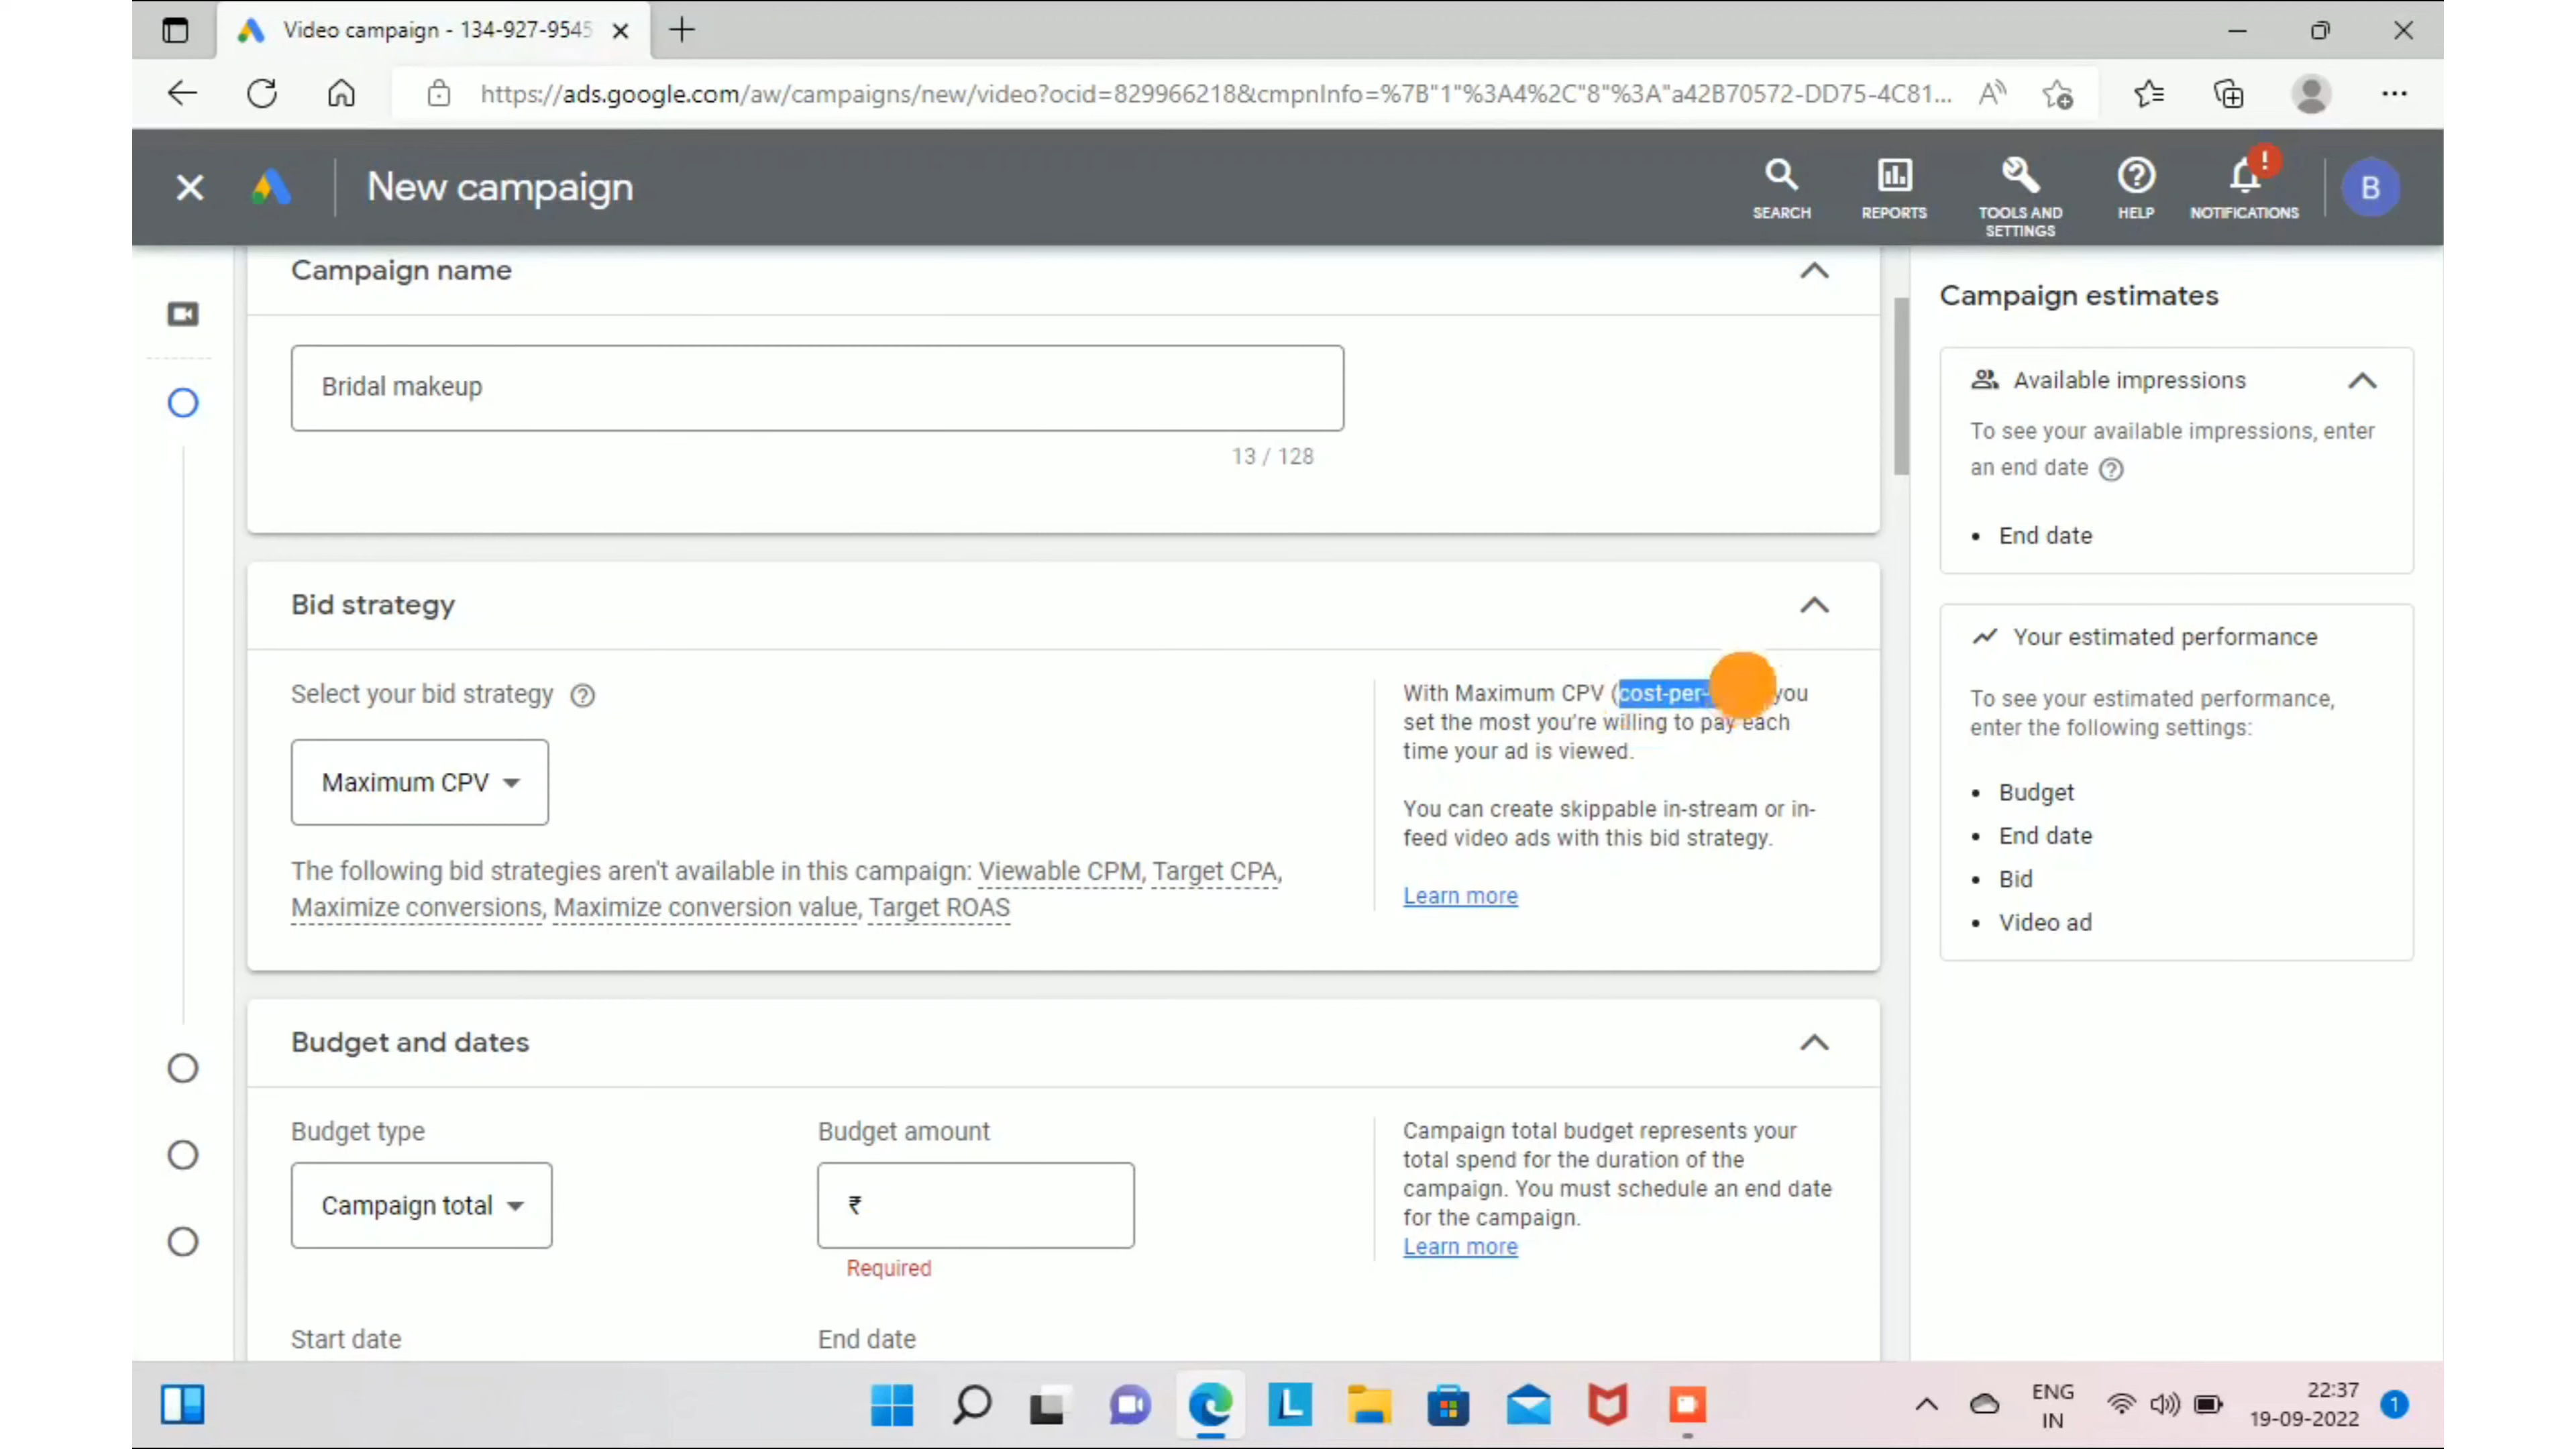 Video campaign - 134-927-9545
https://ads.google.com/aw/campaigns/new/video?ocid=829966218&cmpnInfo=%7B"1"%3A4%2C"8"%3A"a42B70572-DD75-4C81...
New campaign
SEARCH
REPORTS
TOOLS AND
SETTINGS
HELP
NOTIFICATIONS
B
Campaign name
Bridal makeup
13 / 128
Bid strategy
Select your bid strategy
Maximum CPV
The following bid strategies aren't available in this campaign: Viewable CPM, Target CPA,
Maximize conversions, Maximize conversion value, Target ROAS
With Maximum CPV (cost-per- you
set the most you're willing to pay each
time your ad is viewed.
You can create skippable in-stream or in-
feed video ads with this bid strategy.
Learn more
Budget and dates
Budget type
Campaign total
Budget amount
₹
Required
Campaign total budget represents your
total spend for the duration of the
campaign. You must schedule an end date
for the campaign.
Learn more
Start date
End date
Campaign estimates
Available impressions
To see your available impressions, enter
an end date
• End date
Your estimated performance
To see your estimated performance,
enter the following settings:
• Budget
• End date
• Bid
• Video ad
ENG
IN
22:37
19-09-2022
1